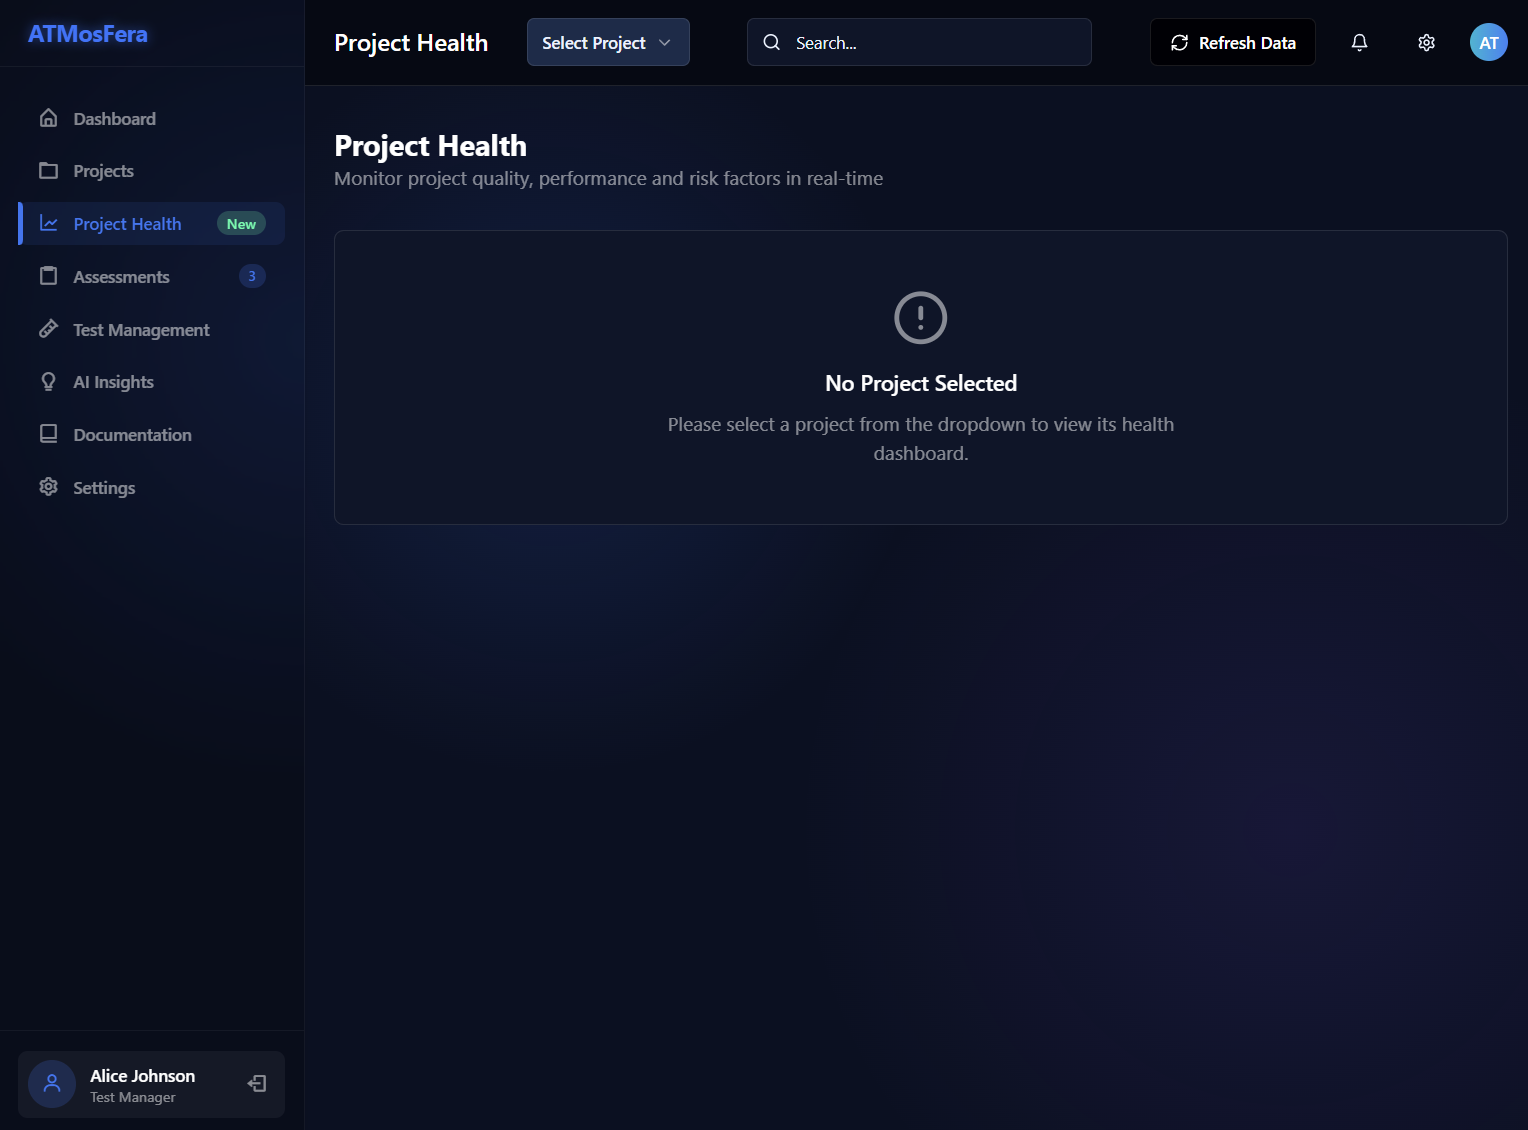 ATMosFera
Dashboard
Projects
Project Health New
Assessments 3
Test Management
AI Insights
Documentation
Settings
Alice Johnson
Test Manager
Project Health Select Project Search... Refresh Data AT
Project Health
Monitor project quality, performance and risk factors in real-time
No Project Selected
Please select a project from the dropdown to view its health
dashboard.